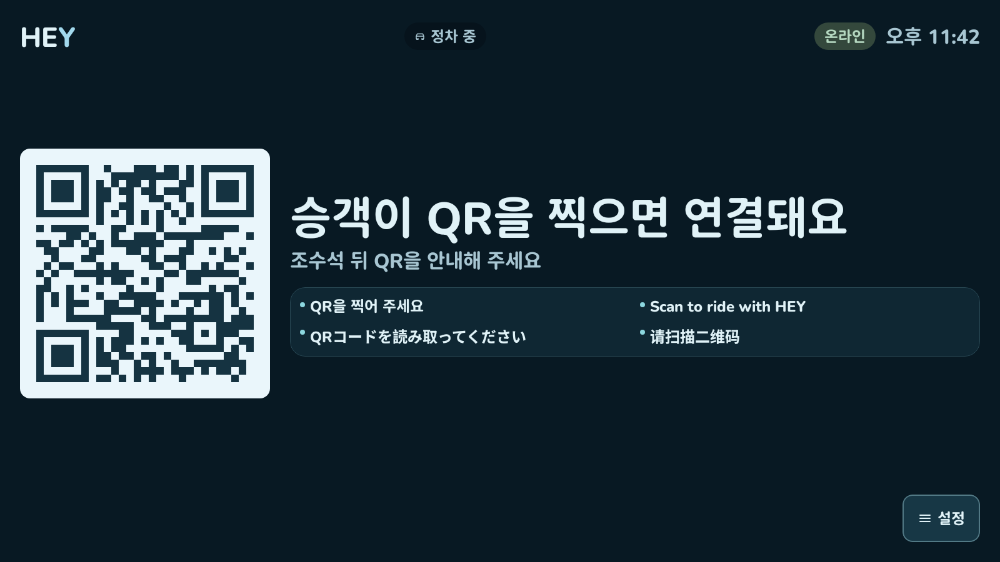 HEY
정차 중
온라인
오후 11:42
승객이 QR을 찍으면 연결돼요
조수석 뒤 QR을 안내해 주세요
QR을 찍어 주세요
Scan to ride with HEY
QRコードを読み取ってください
请扫描二维码
설정